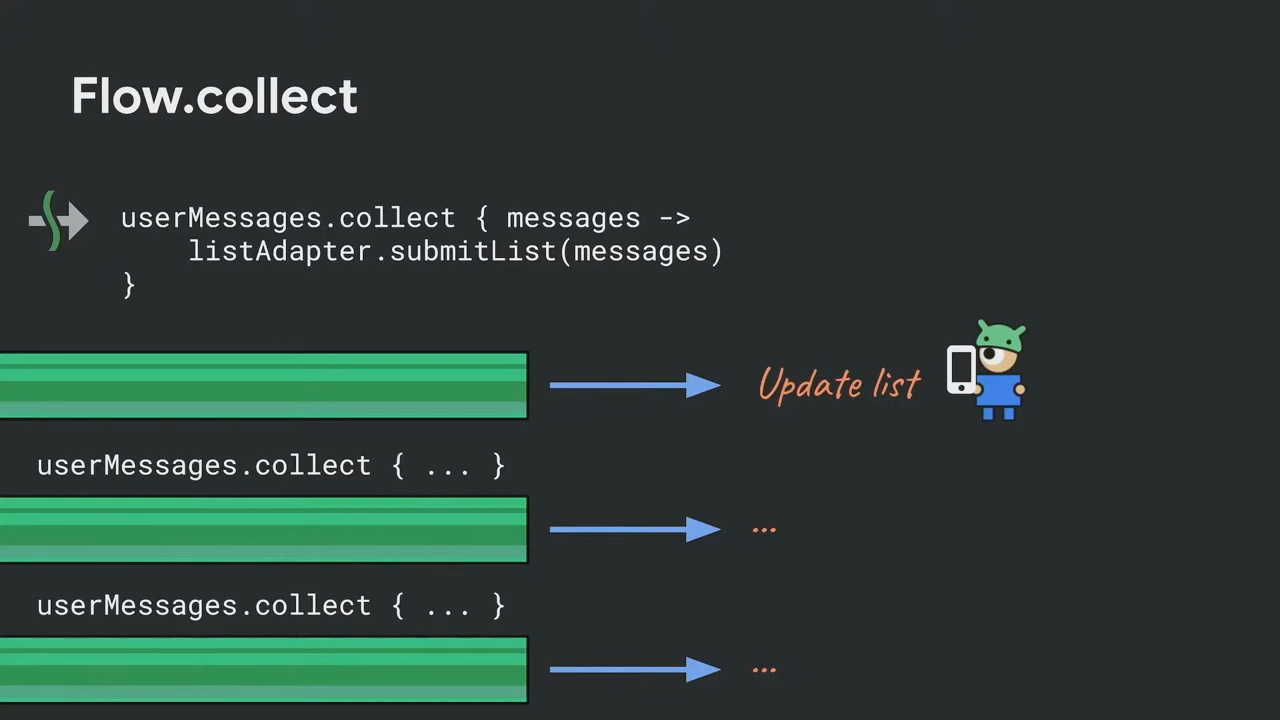 Flow.collect
userMessages.collect { messages ->
    listAdapter.submitList(messages)
}
Update list
userMessages.collect { ... }
...
userMessages.collect { ... }
...